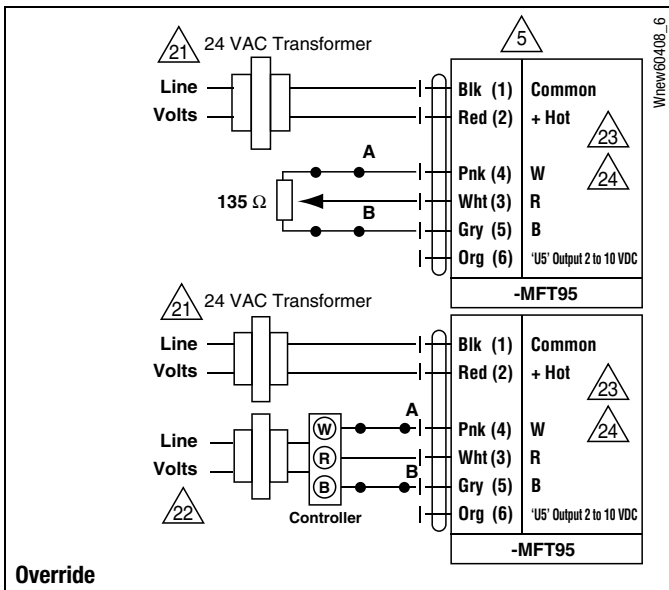 Wnew60408_6
21 24 VAC Transformer
5
Line
Volts
Blk (1) Common
Red (2) + Hot
23
A
Pnk (4) W
24
135 Ω
Wht (3) R
B
Gry (5) B
Org (6) 'U5' Output 2 to 10 VDC
-MFT95
21 24 VAC Transformer
Line
Volts
Blk (1) Common
Red (2) + Hot
23
A
W
Pnk (4) W
24
Line
Volts
R
Wht (3) R
B
B
Gry (5) B
22
Controller
Org (6) 'U5' Output 2 to 10 VDC
-MFT95
Override